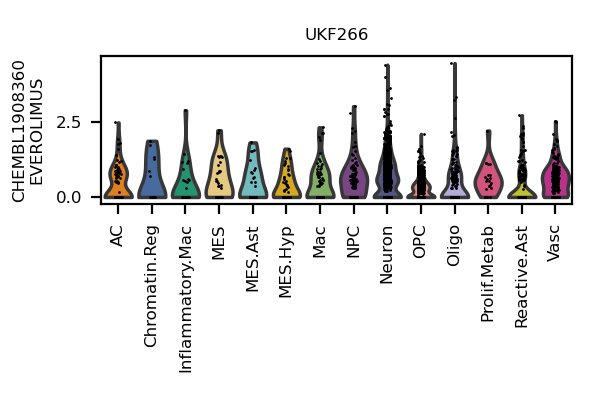 UKF266
CHEMBL1908360
EVEROLIMUS
2.5
0.0
AC
Chromatin.Reg
Inflammatory.Mac
MES
MES.Ast
MES.Hyp
Mac
NPC
Neuron
OPC
Oligo
Prolif.Metab
Reactive.Ast
Vasc